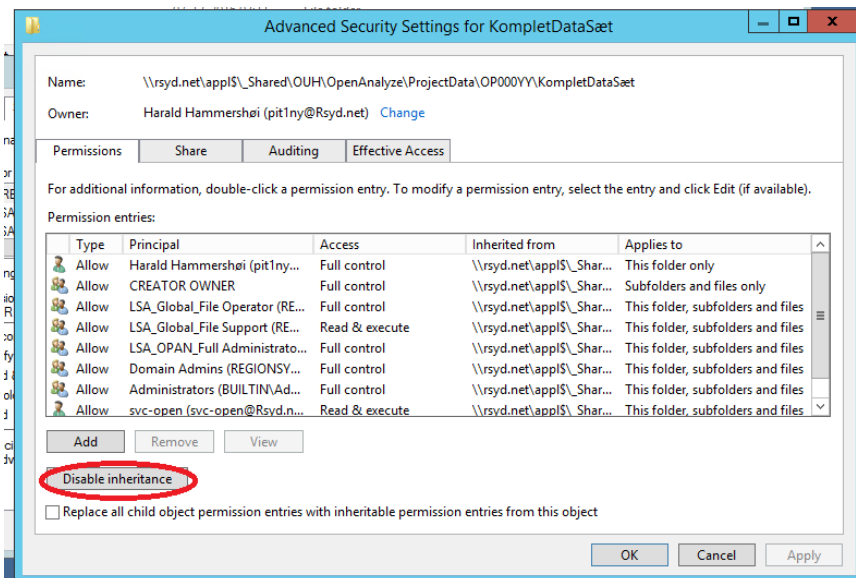 Advanced Security Settings for KompletDataSæt
Name: \\rsyd.net\appl$\_Shared\OUH\OpenAnalyze\ProjectData\OP000YY\KompletDataSæt
Owner: Harald Hammershøi (pit1ny@Rsyd.net) Change
Permissions Share Auditing Effective Access
For additional information, double-click a permission entry. To modify a permission entry, select the entry and click Edit (if available).
Permission entries:
Type Principal Access Inherited from Applies to
Allow Harald Hammershøi (pit1ny... Full control \\rsyd.net\appl$\_Shar... This folder only
Allow CREATOR OWNER Full control \\rsyd.net\appl$\_Shar... Subfolders and files only
Allow LSA_Global_File Operator (RE... Full control \\rsyd.net\appl$\_Shar... This folder, subfolders and files
Allow LSA_Global_File Support (RE... Read & execute \\rsyd.net\appl$\_Shar... This folder, subfolders and files
Allow LSA_OPAN_Full Administrato... Full control \\rsyd.net\appl$\_Shar... This folder, subfolders and files
Allow Domain Admins (REGIONSY... Full control \\rsyd.net\appl$\_Shar... This folder, subfolders and files
Allow Administrators (BUILTIN\Ad... Full control \\rsyd.net\appl$\_Shar... This folder, subfolders and files
Allow svc-open (svc-open@Rsyd.n... Read & execute \\rsyd.net\appl$\_Shar... This folder, subfolders and files
Add Remove View
Disable inheritance
Replace all child object permission entries with inheritable permission entries from this object
OK Cancel Apply